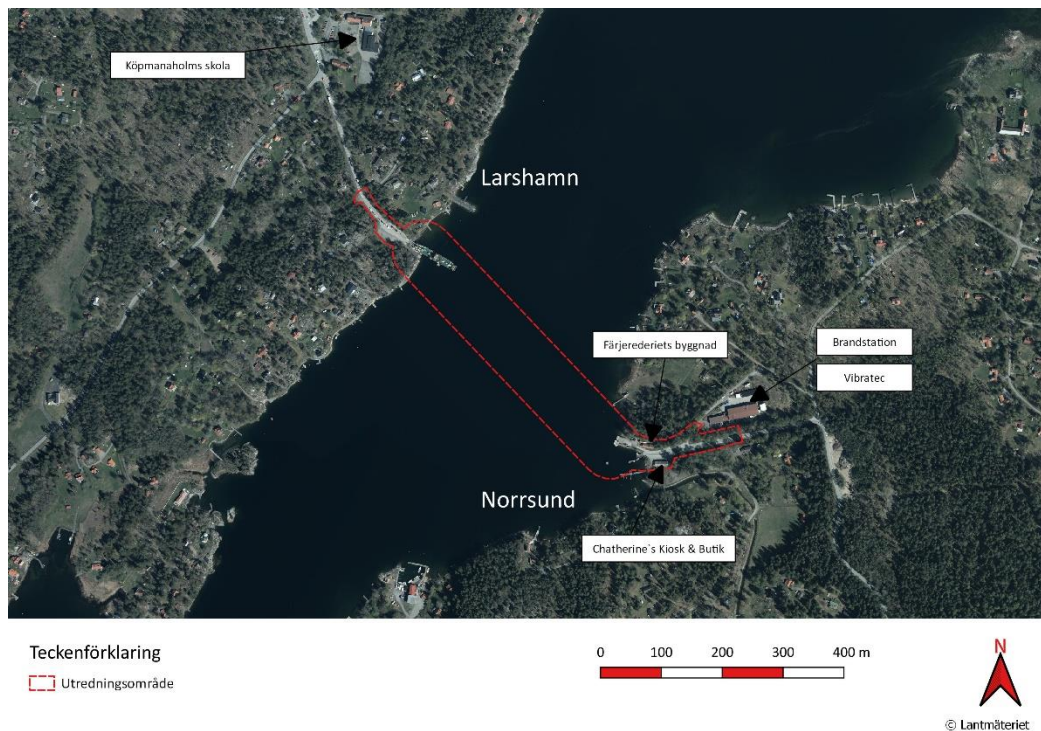 Köpmanaholms skola
Larshamn
Färjerederiets byggnad
Brandstation
Vibratec
Norrsund
Chatherine´s Kiosk & Butik
Teckenförklaring
Utredningsområde
0 100 200 300 400 m
N
© Lantmäteriet